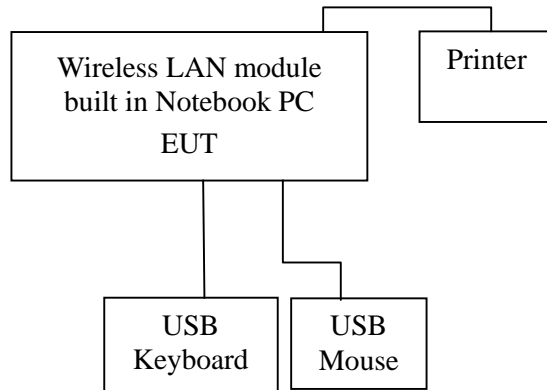 Wireless LAN module
built in Notebook PC
EUT
Printer
USB
Keyboard
USB
Mouse